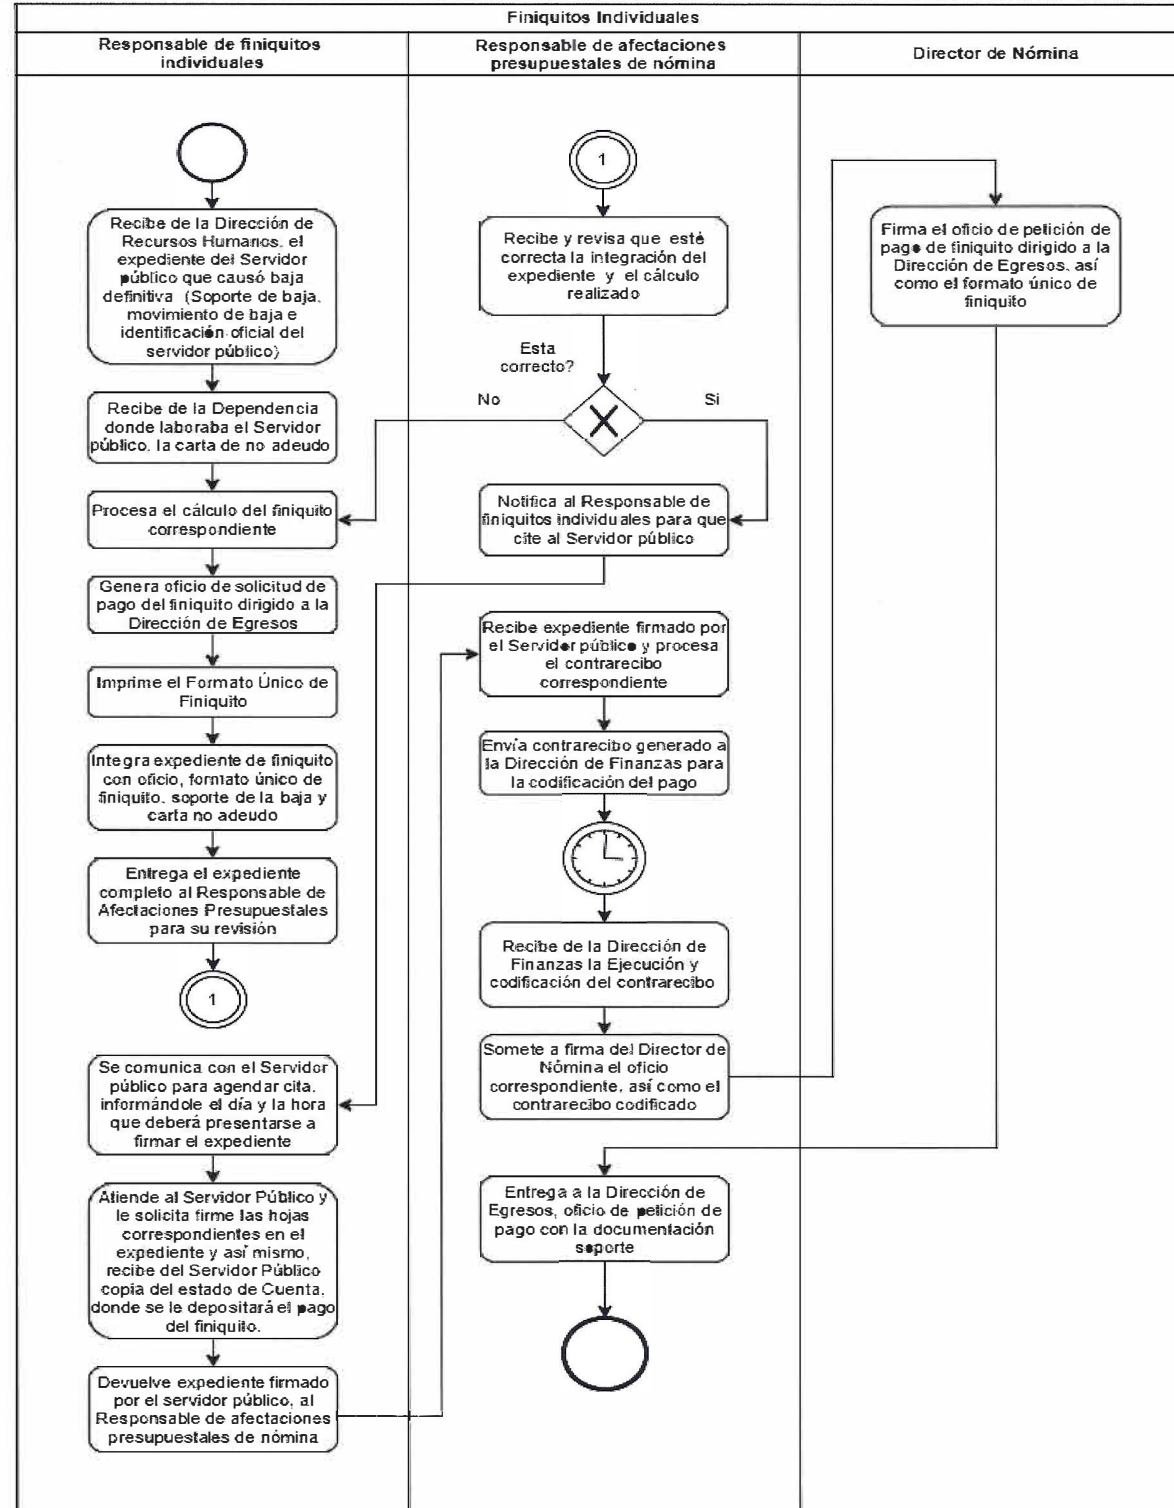 Finiquitos Individuales
Responsable de finiquitos
individuales
Responsable de afectaciones
presupuestales de nómina
Director de Nómina
Recibe de la Dirección de
Recursos Humanos, el
expediente del Servidor
público que causó baja
definitiva (Soporte de baja,
movimiento de baja e
identificación oficial del
servidor público)
Recibe de la Dependencia
donde laboraba el Servidor
público, la carta de no adeudo
Procesa el cálculo del finiquito
correspondiente
Genera oficio de solicitud de
pago del finiquito dirigido a la
Dirección de Egresos
Imprime el Formato Único de
Finiquito
Integra expediente de finiquito
con oficio, formato único de
finiquito, soporte de la baja y
carta no adeudo
Entrega el expediente
completo al Responsable de
Afectaciones Presupuestales
para su revisión
1
Se comunica con el Servidor
público para agendar cita,
informándole el día y la hora
que deberá presentarse a
firmar el expediente
Atiende al Servidor Público y
le solicita firme las hojas
correspondientes en el
expediente y así mismo,
recibe del Servidor Público
copia del estado de Cuenta,
donde se le depositará el pago
del finiquito.
Devuelve expediente firmado
por el servidor público, al
Responsable de afectaciones
presupuestales de nómina
1
Recibe y revisa que esté
correcta la integración del
expediente y el cálculo
realizado
Esta
correcto?
No
Si
Notifica al Responsable de
finiquitos individuales para que
cite al Servidor público
Recibe expediente firmado por
el Servidor público y procesa
el contrarecibo
correspondiente
Envía contrarecibo generado a
la Dirección de Finanzas para
la codificación del pago
Recibe de la Dirección de
Finanzas la Ejecución y
codificación del contrarecibo
Somete a firma del Director de
Nómina el oficio
correspondiente, así como el
contrarecibo codificado
Entrega a la Dirección de
Egresos, oficio de petición de
pago con la documentación
soporte
Firma el oficio de petición de
pago de finiquito dirigido a la
Dirección de Egresos, así
como el formato único de
finiquito